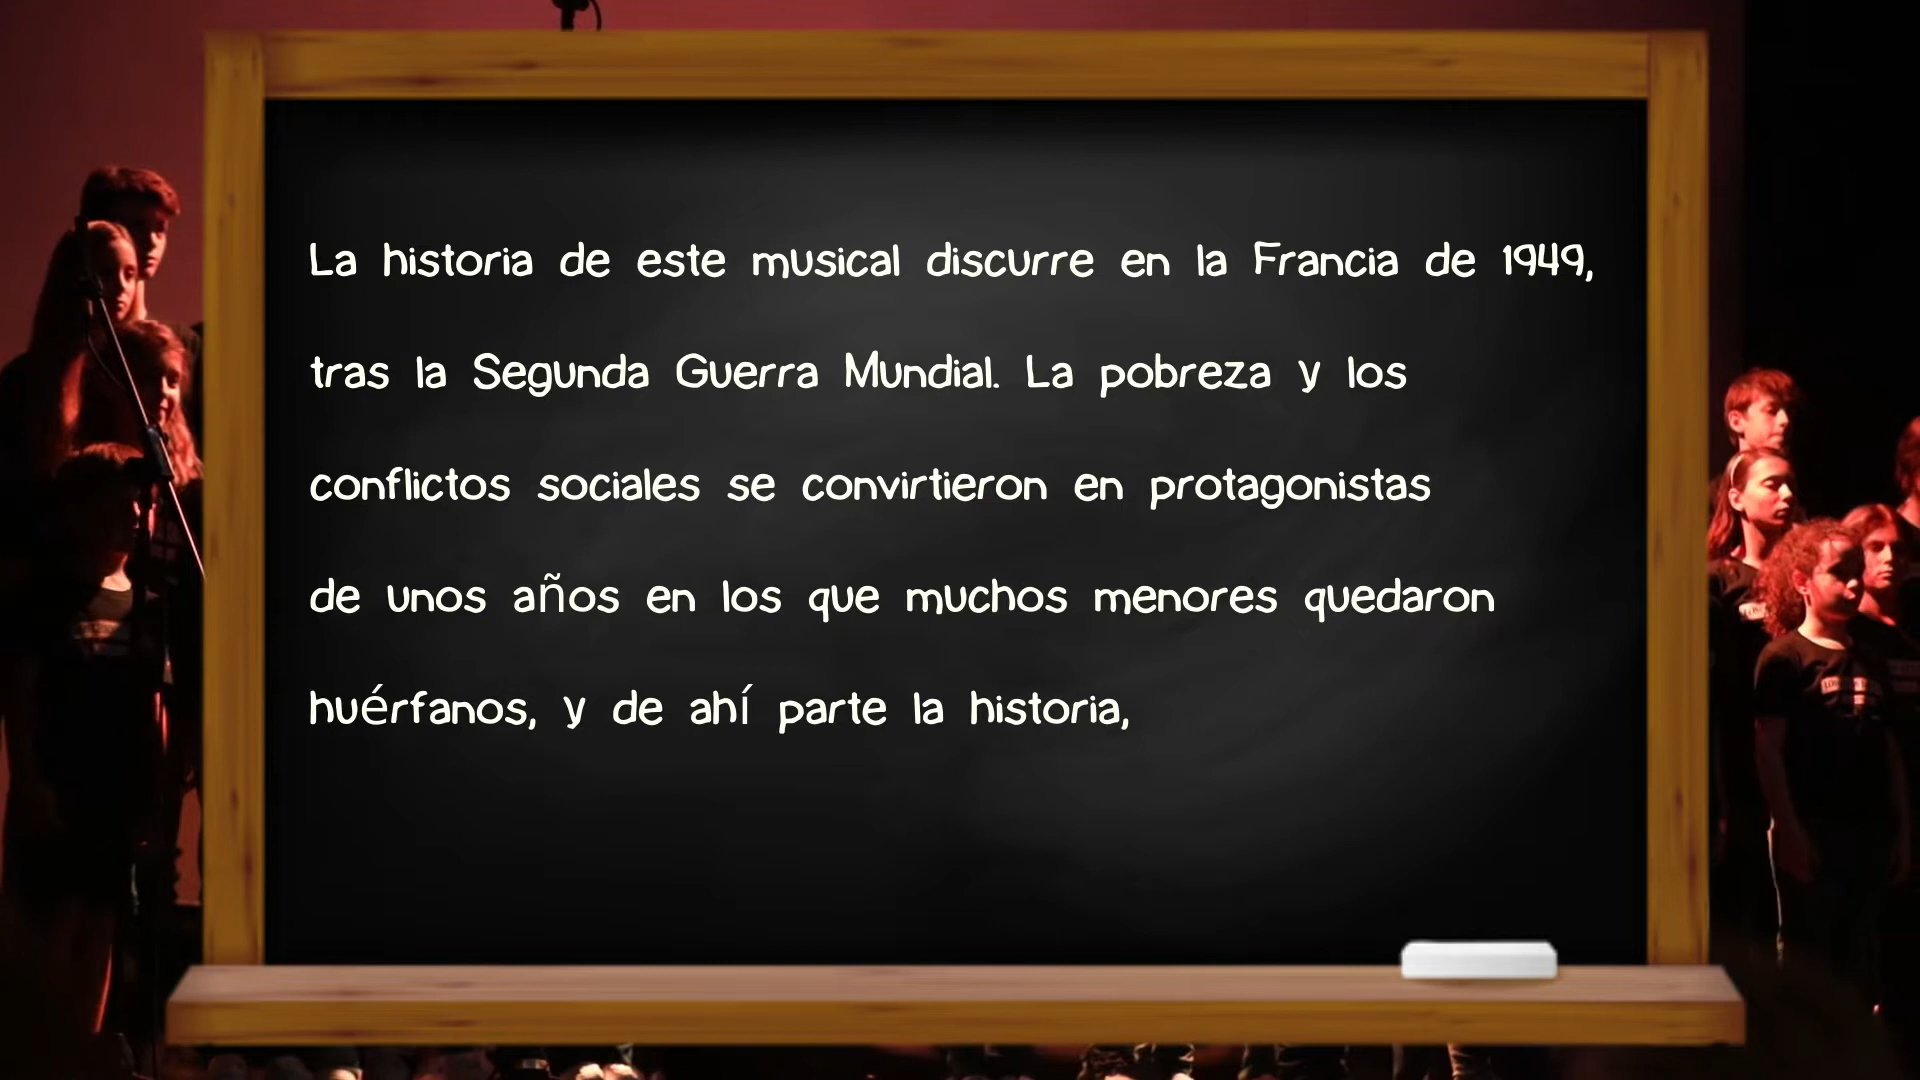 La historia de este musical discurre en la Francia de 1949,
tras la Segunda Guerra Mundial. La pobreza y los
conflictos sociales se convirtieron en protagonistas
de unos años en los que muchos menores quedaron
huérfanos, y de ahí parte la historia,